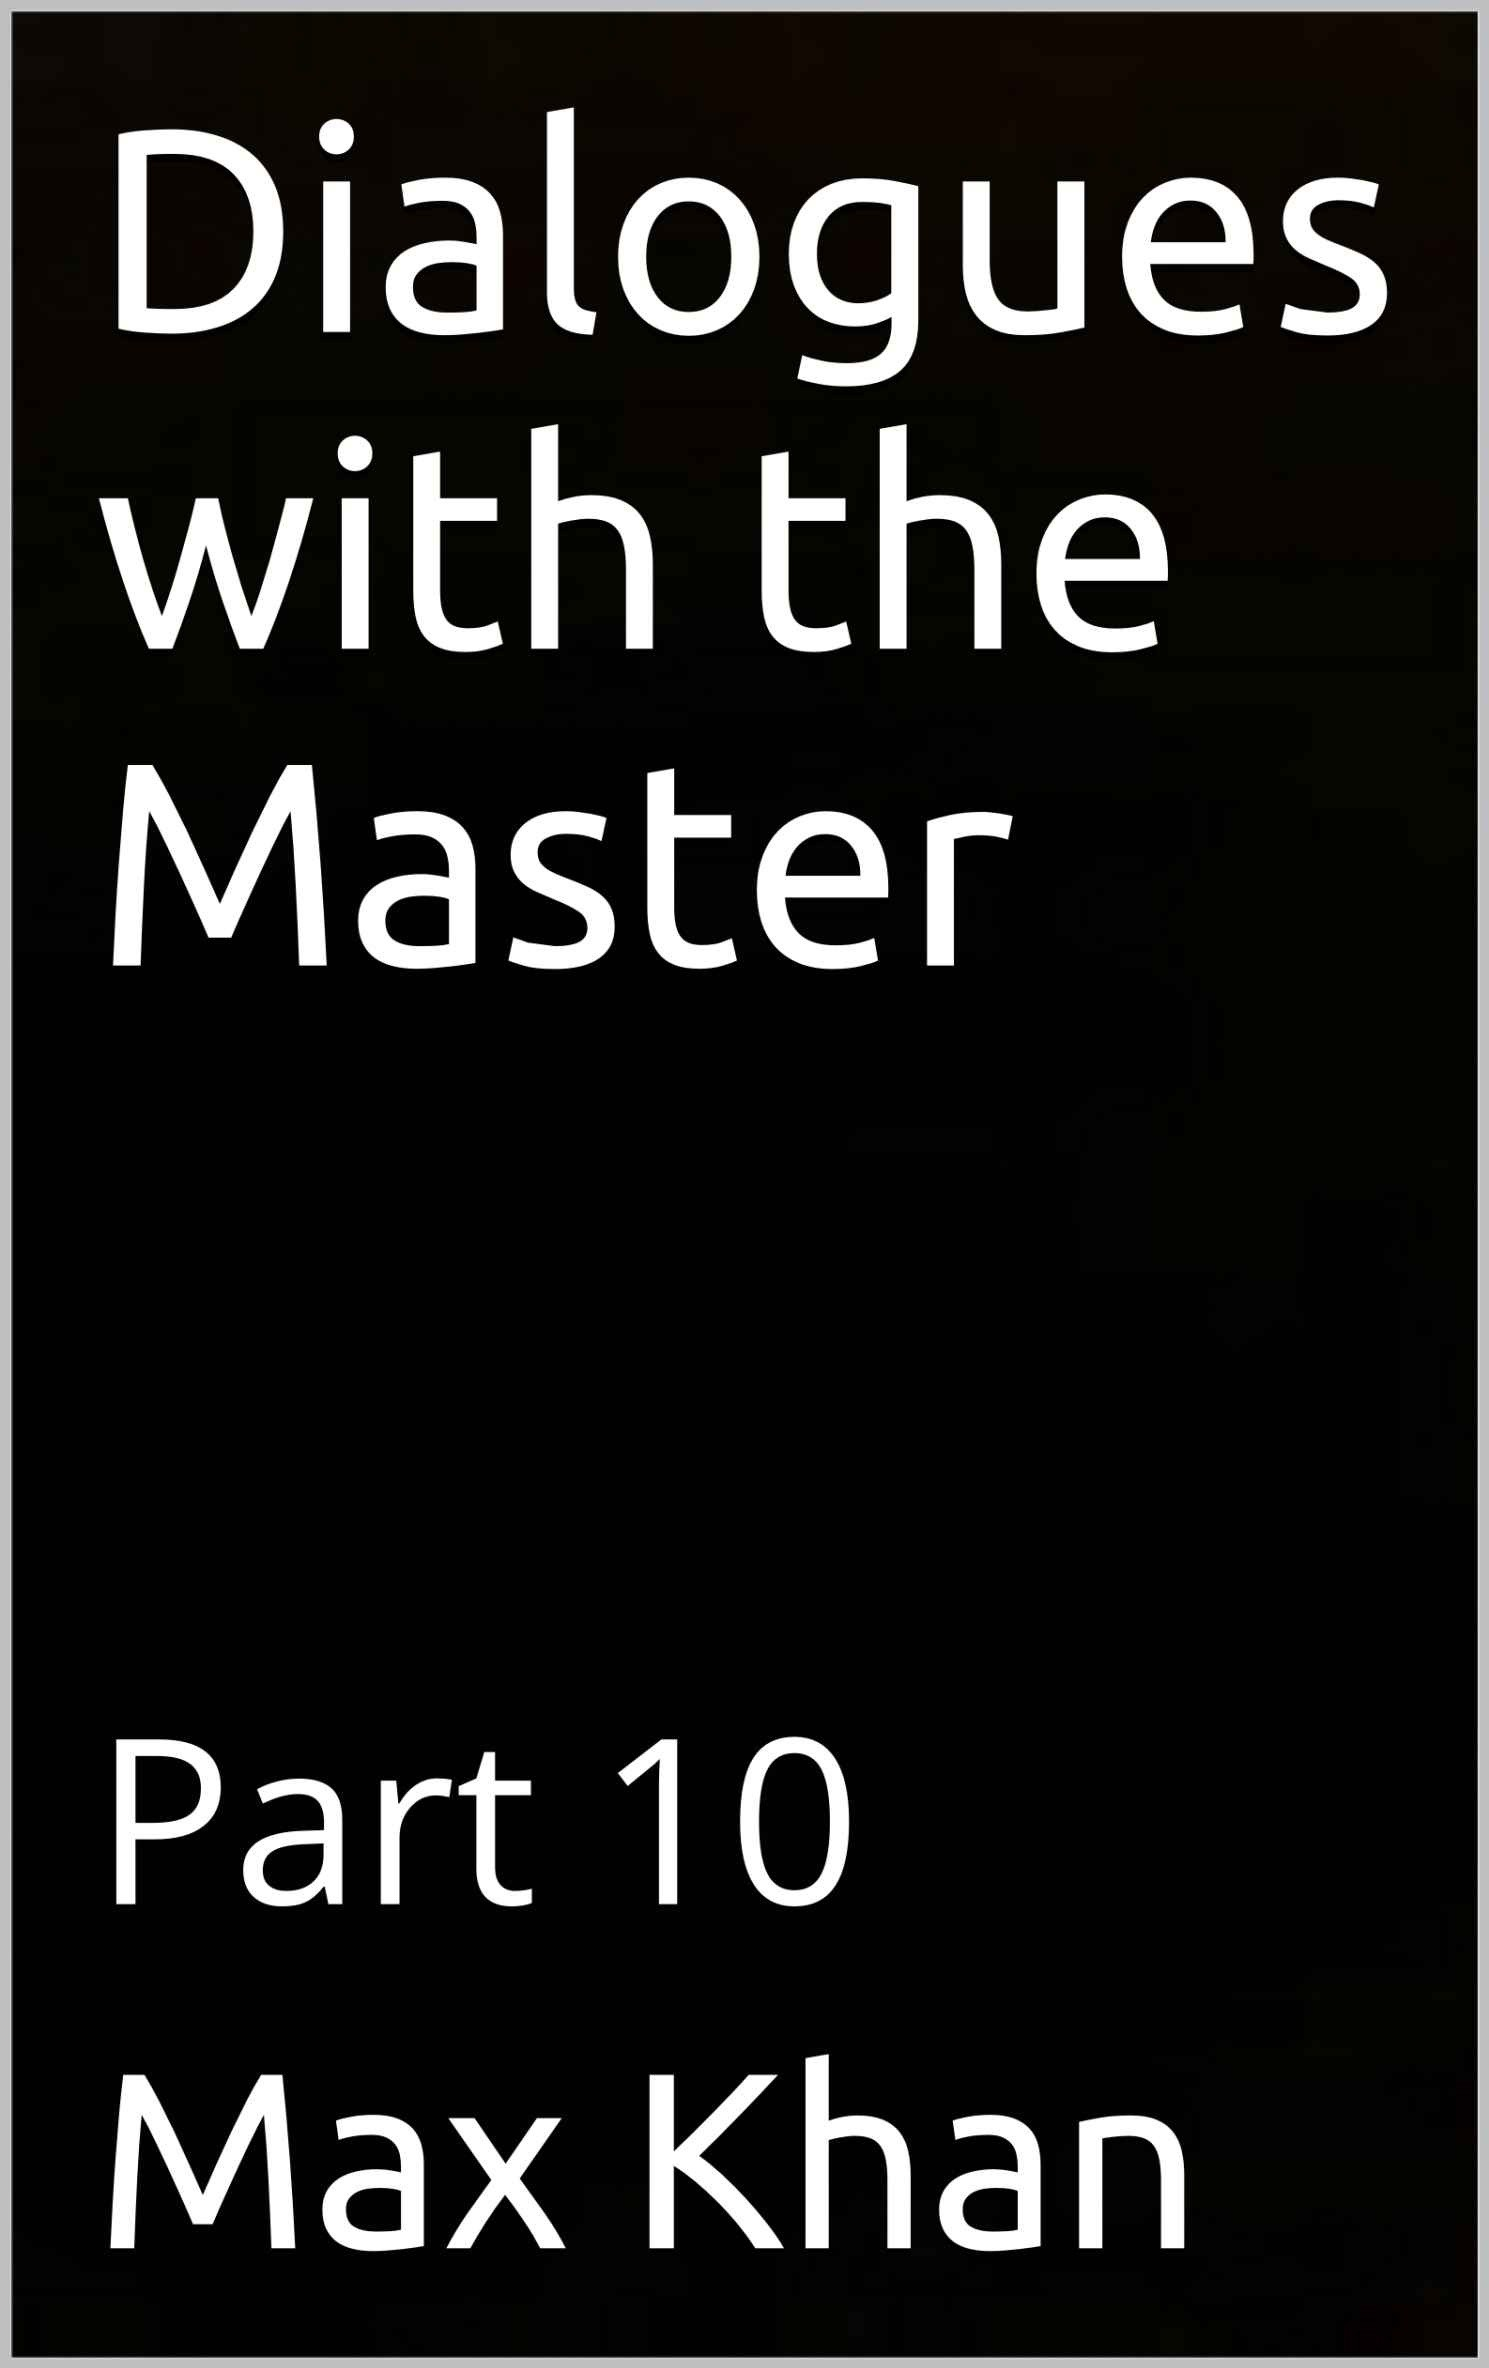 Dialogues
with the
Master
Part 10
Max Khan